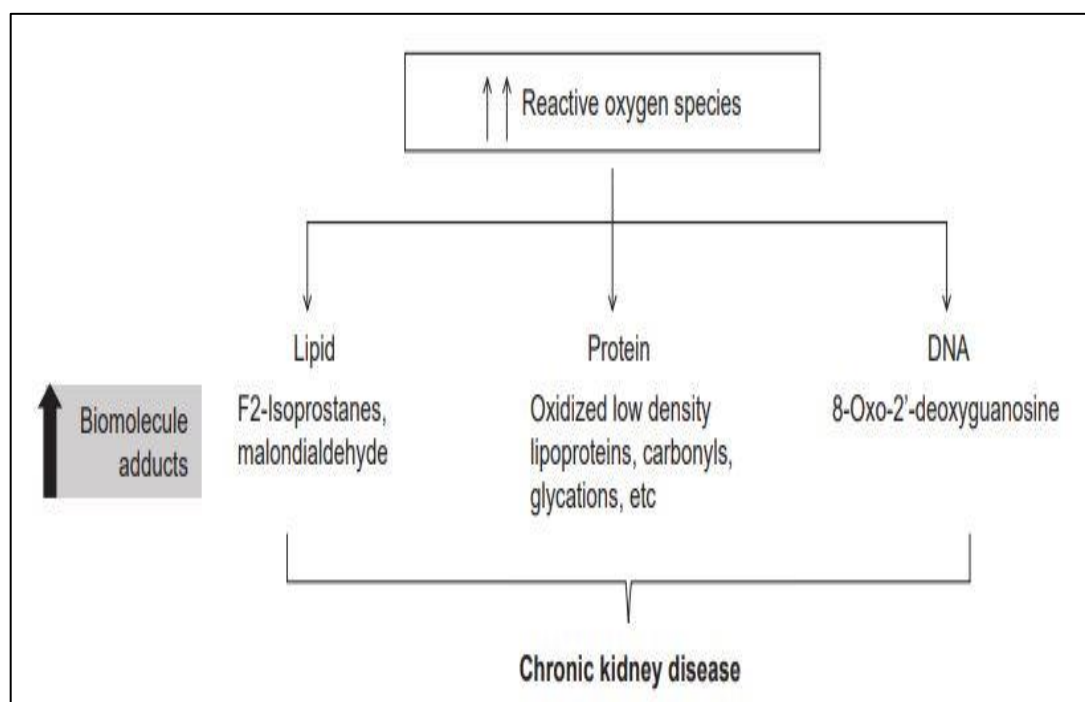 ↑↑ Reactive oxygen species
Lipid
Protein
DNA
Biomolecule
adducts
F2-Isoprostanes,
malondialdehyde
Oxidized low density
lipoproteins, carbonyls,
glycations, etc
8-Oxo-2'-deoxyguanosine
Chronic kidney disease